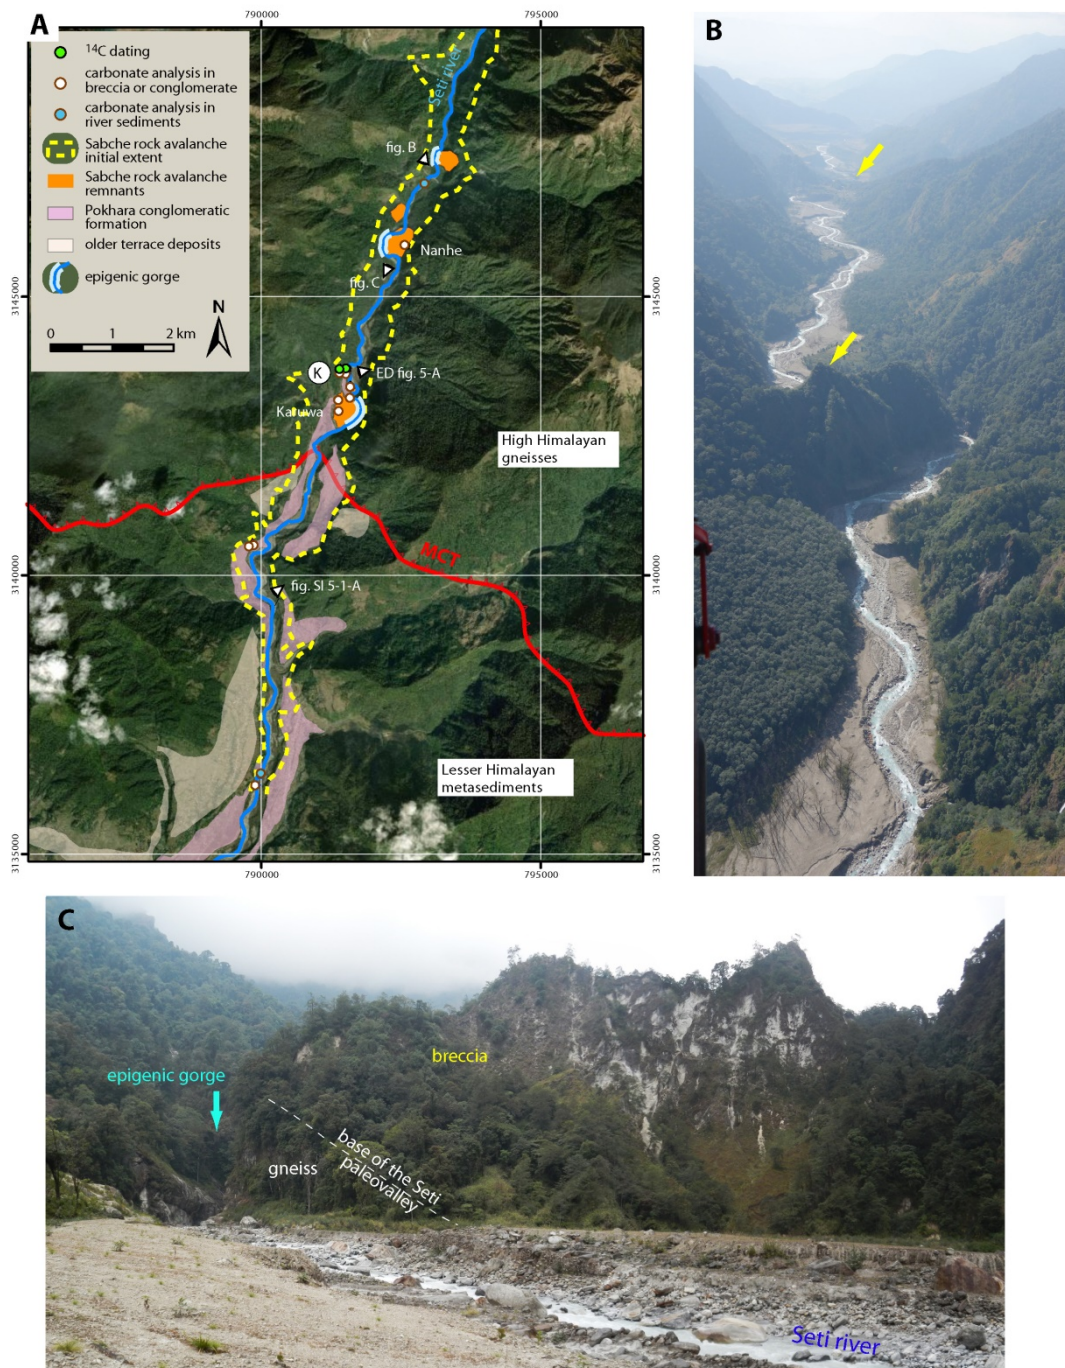 A
790000
795000
14C dating
carbonate analysis in
breccia or conglomerate
carbonate analysis in
river sediments
Sabche rock avalanche
initial extent
Sabche rock avalanche
remnants
Pokhara conglomeratic
formation
older terrace deposits
epigenic gorge
N
0 1 2 km
Seti river
fig. B
Nanhe
fig. C
3145000
3145000
K
ED fig. 5-A
Karuwa
High Himalayan
gneisses
MCT
3140000
3140000
fig. SI 5-1-A
Lesser Himalayan
metasediments
3135000
3135000
790000
795000
B
C
breccia
epigenic gorge
base of the Seti
paleovalley
gneiss
Seti river